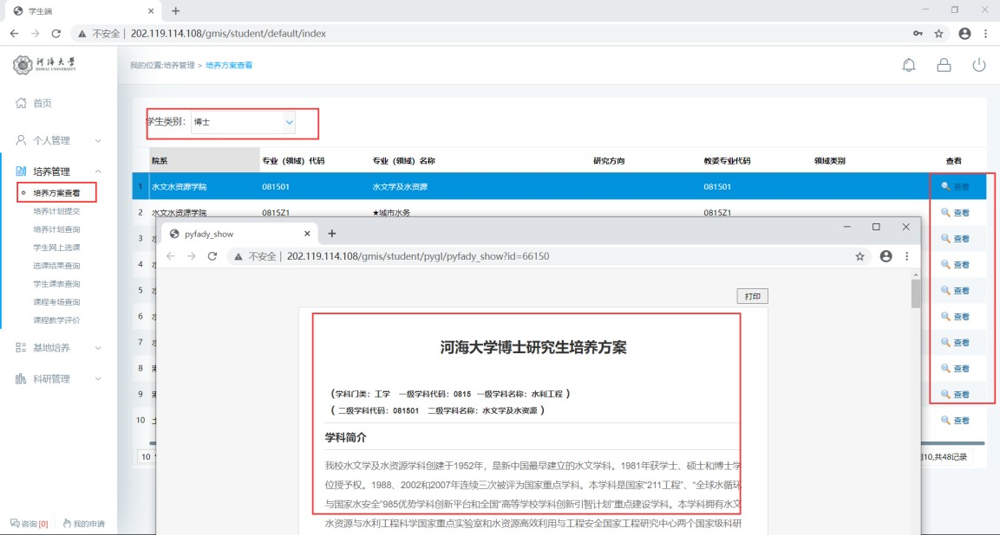 学生端
不安全 | 202.119.114.108/gmis/student/default/index
河海大学
HOHAI UNIVERSITY
我的位置:培养管理 > 培养方案查看
首页
个人管理
培养管理
培养方案查看
培养计划提交
培养计划查询
学生网上选课
选课结果查询
学生课表查询
课程考场查询
课程教学评价
基地培养
科研管理
咨询[0] 我的申请
学生类别: 博士
院系 专业（领域）代码 专业（领域）名称 研究方向 教委专业代码 领域类别 查看
1 水文水资源学院 081501 水文学及水资源 081501 查看
2 水文水资源学院 0815Z1 ★城市水务 0815Z1 查看
3 查看
4 查看
5 查看
6 查看
7 查看
8 查看
9 查看
10 查看
10 10,共48记录
pyfady_show
不安全 | 202.119.114.108/gmis/student/pygl/pyfady_show?id=66150
打印
河海大学博士研究生培养方案
（学科门类：工学 一级学科代码：0815 一级学科名称：水利工程 ）
（ 二级学科代码：081501 二级学科名称：水文学及水资源 ）
学科简介
我校水文学及水资源学科创建于1952年，是新中国最早建立的水文学科。1981年获学士、硕士和博士学
位授予权。1988、2002和2007年连续三次被评为国家重点学科。本学科是国家“211工程”、“全球水循环
与国家水安全”985优势学科创新平台和全国“高等学校学科创新引智计划”重点建设学科。本学科拥有水文
水资源与水利工程科学国家重点实验室和水资源高效利用与工程安全国家工程研究中心两个国家级科研